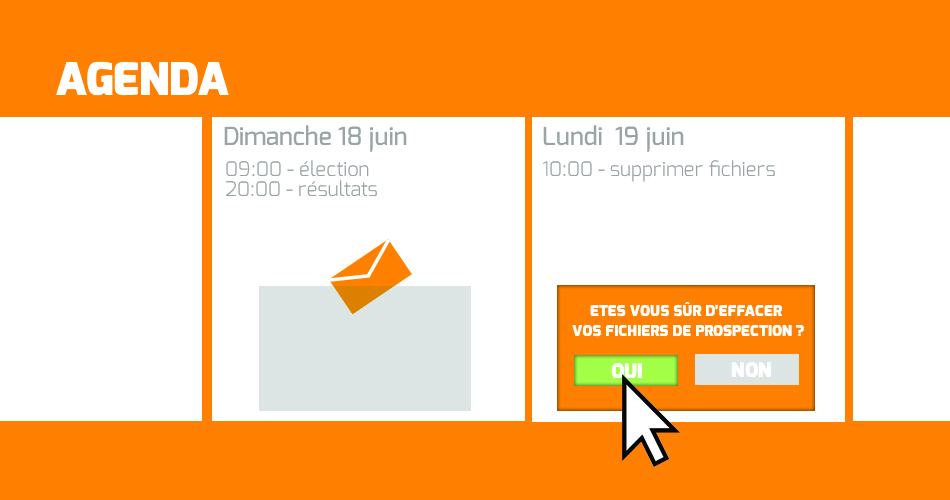 AGENDA
Dimanche 18 juin
09:00 - élection
20:00 - résultats
Lundi 19 juin
10:00 - supprimer fichiers
ETES VOUS SÛR D'EFFACER
VOS FICHIERS DE PROSPECTION ?
OUI
NON